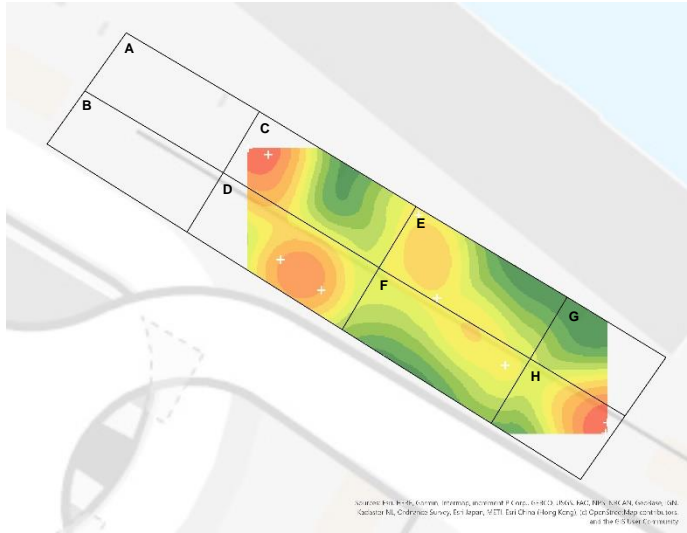 A
B
C
D
E
F
G
H
Sources: Esri, HERE, Garmin, Intermap, increment P Corp., GEBCO, USGS, FAO, NPS, NRCAN, GeoBase, IGN,
Kadaster NL, Ordnance Survey, Esri Japan, METI, Esri China (Hong Kong), (c) OpenStreetMap contributors,
and the GIS User Community